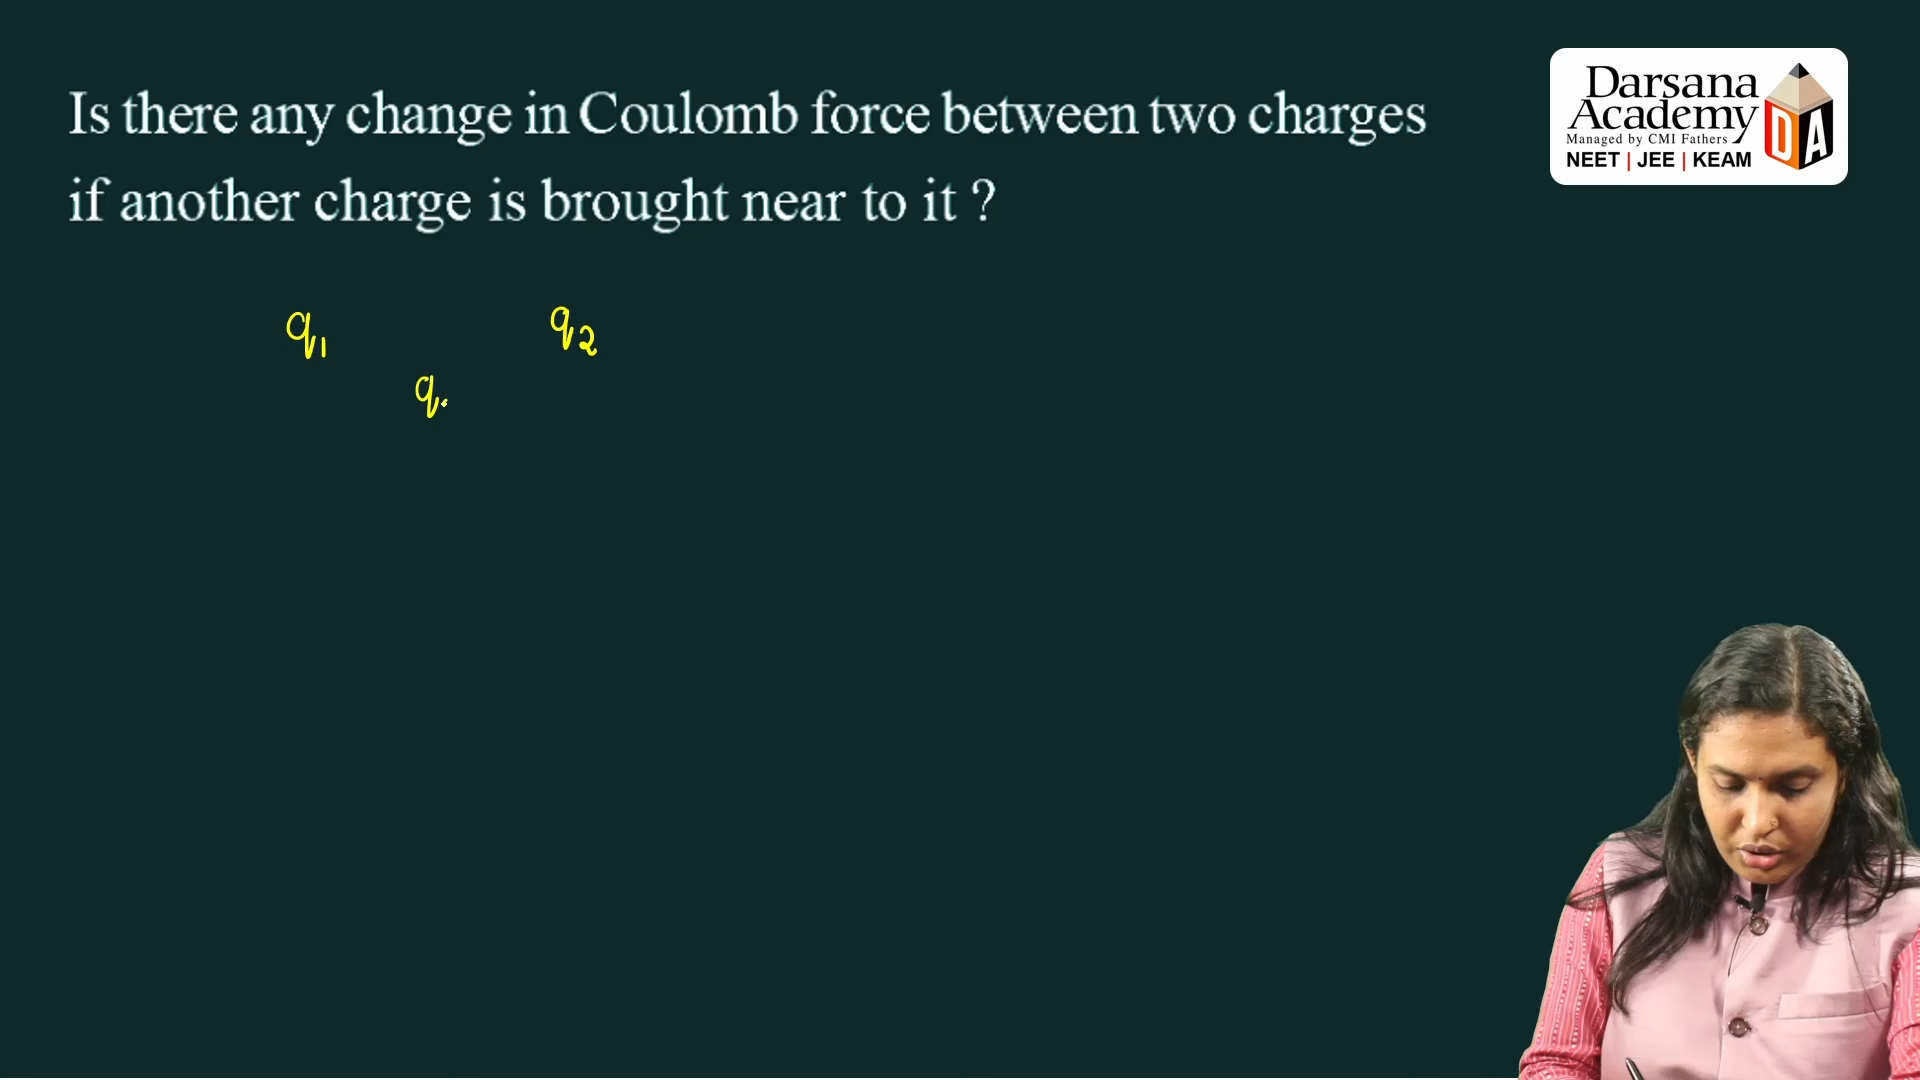 Is there any change in Coulomb force between two charges
if another charge is brought near to it ?
Darsana
Academy
Managed by CMI Fathers
NEET | JEE | KEAM
DA
q₁ q₂
q.